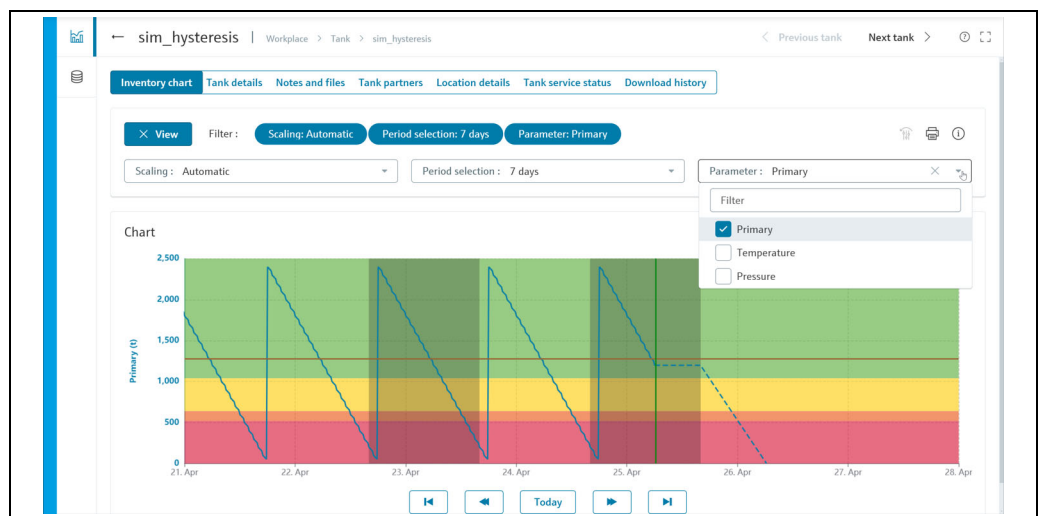 ← sim_hysteresis | Workplace > Tank > sim_hysteresis < Previous tank Next tank >
Inventory chart Tank details Notes and files Tank partners Location details Tank service status Download history
× View Filter : Scaling: Automatic Period selection: 7 days Parameter: Primary
Scaling : Automatic Period selection : 7 days Parameter : Primary
Filter
Primary
Temperature
Pressure
Chart
2,500
2,000
1,500
1,000
500
0
Primary (t)
21. Apr 22. Apr 23. Apr 24. Apr 25. Apr 26. Apr 27. Apr 28. Apr
Today